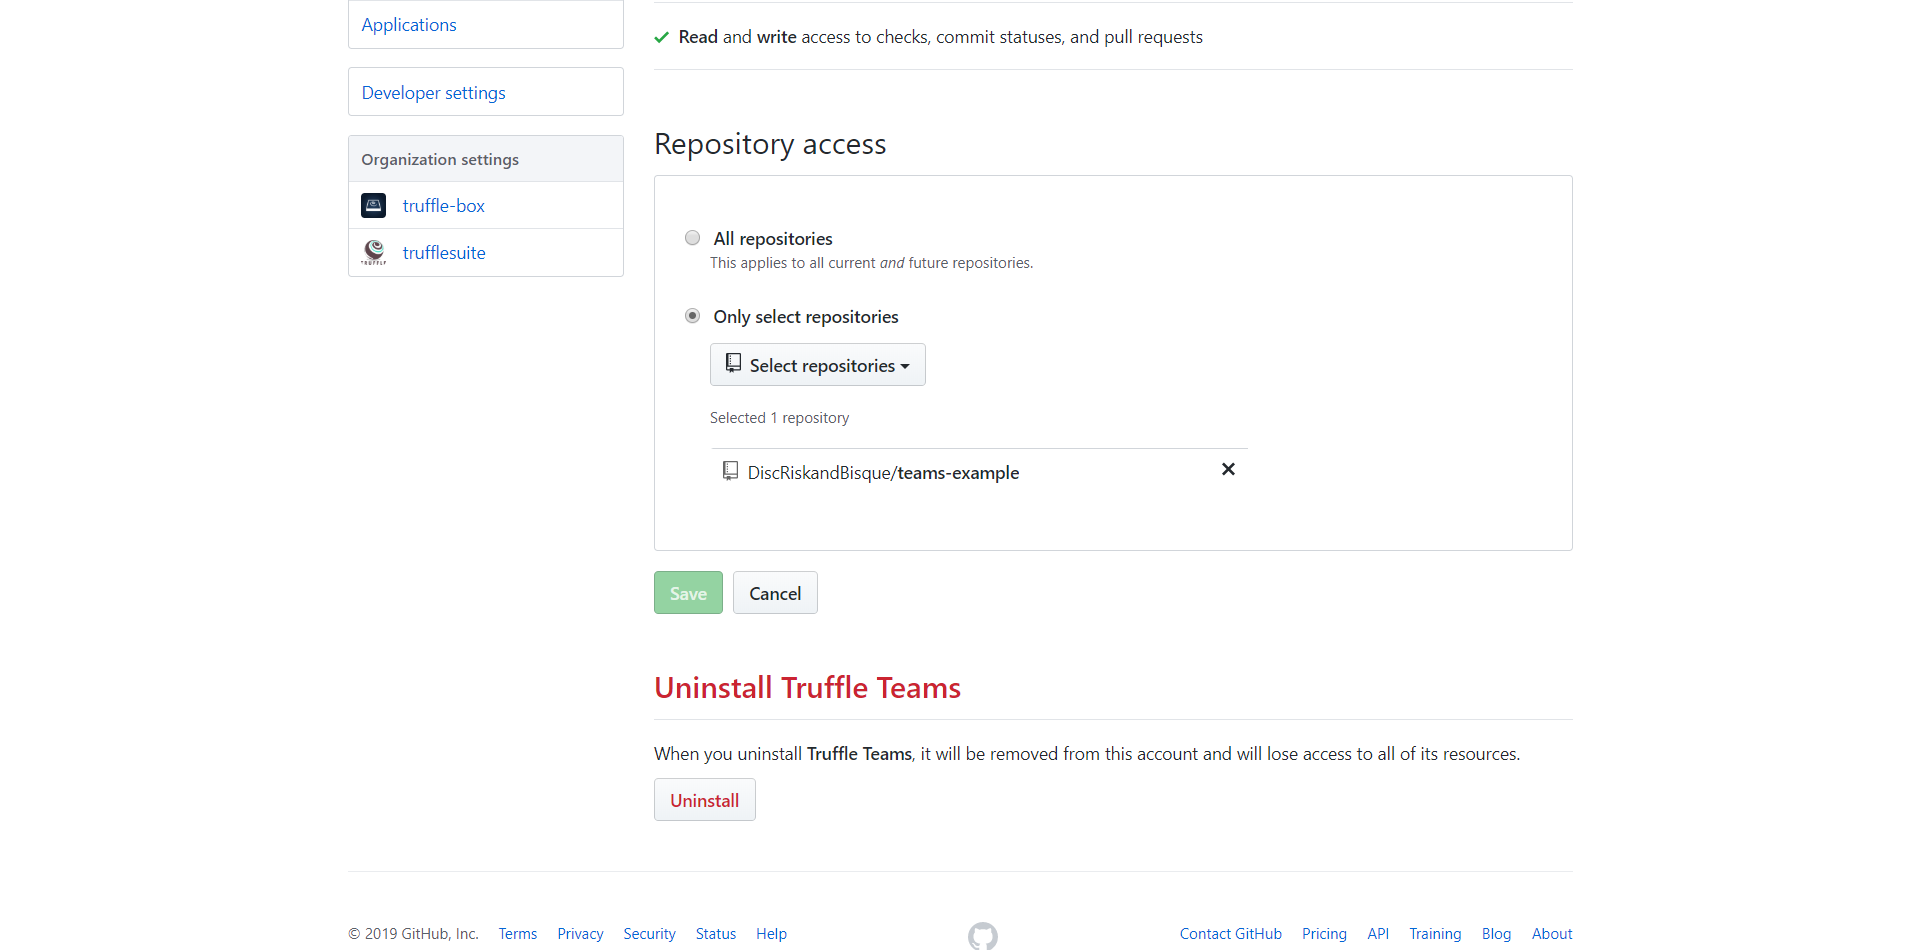 Applications
Developer settings
Organization settings
truffle-box
TRUFFLE
trufflesuite
Read and write access to checks, commit statuses, and pull requests
Repository access
All repositories
This applies to all current and future repositories.
Only select repositories
Select repositories
Selected 1 repository
DiscRiskandBisque/teams-example
Save
Cancel
Uninstall Truffle Teams
When you uninstall Truffle Teams, it will be removed from this account and will lose access to all of its resources.
Uninstall
© 2019 GitHub, Inc. Terms Privacy Security Status Help Contact GitHub Pricing API Training Blog About